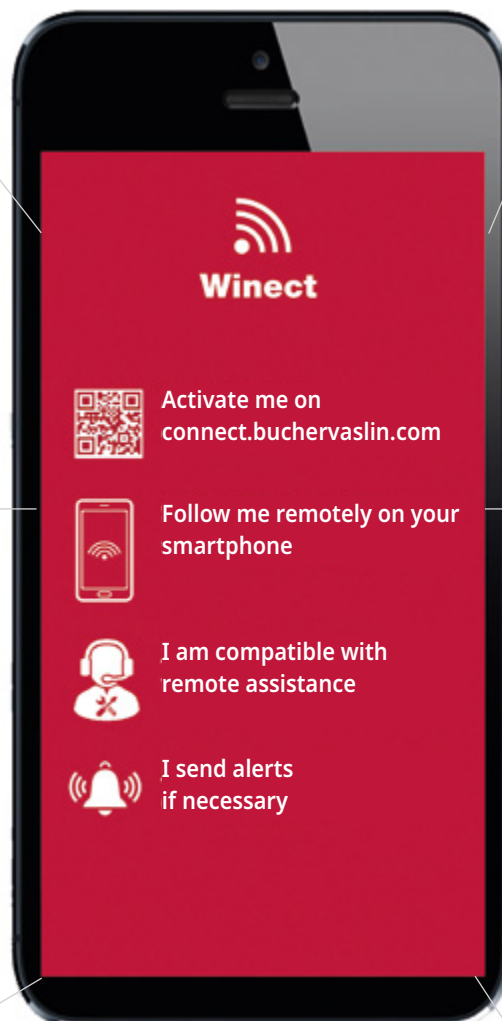 Winect
Activate me on
connect.buchervaslin.com
Follow me remotely on your
smartphone
I am compatible with
remote assistance
I send alerts
if necessary